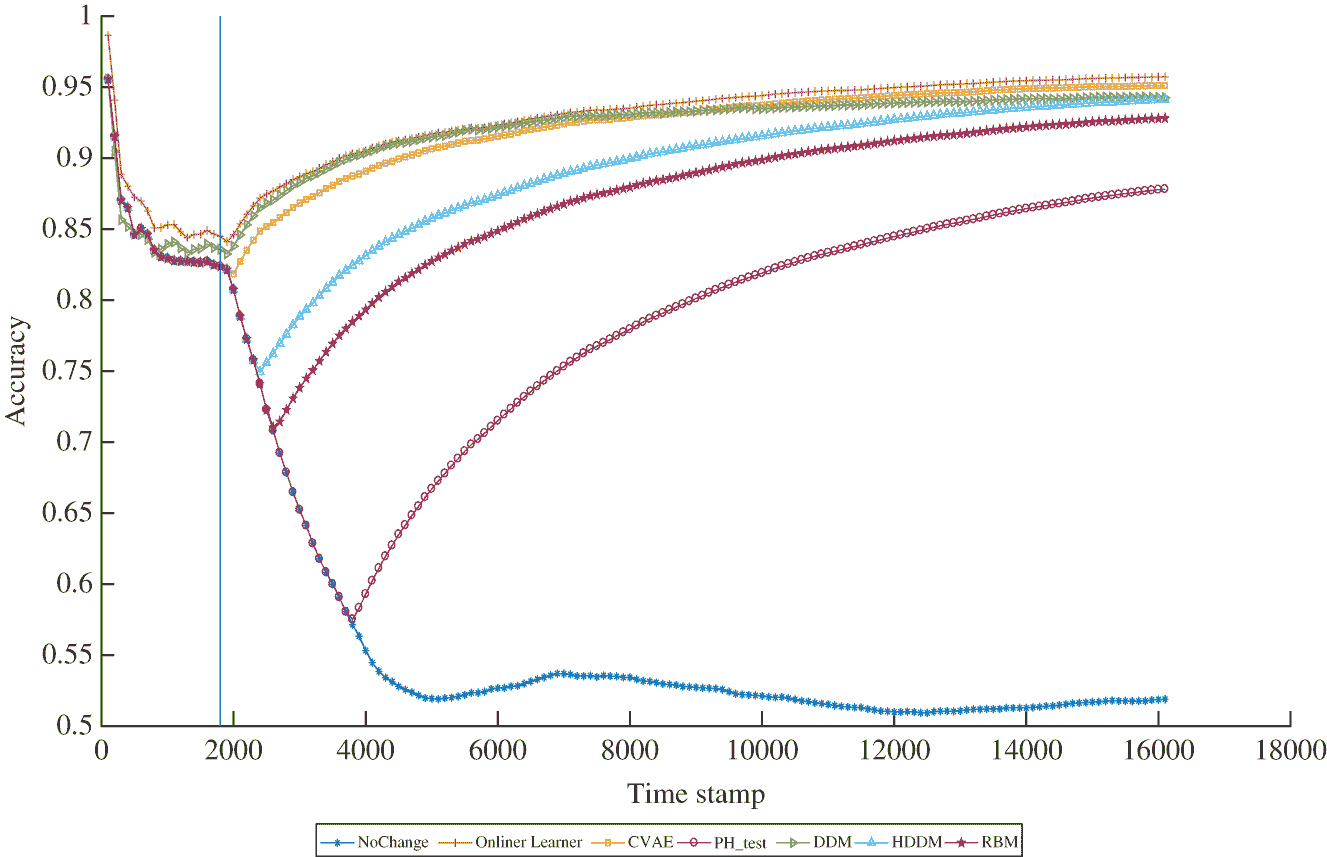 1
0.95
0.9
0.85
0.8
0.75
0.7
0.65
0.6
0.55
0.5
Accuracy
0 2000 4000 6000 8000 10000 12000 14000 16000 18000
Time stamp
NoChange Onliner Learner CVAE PH_test DDM HDDM RBM